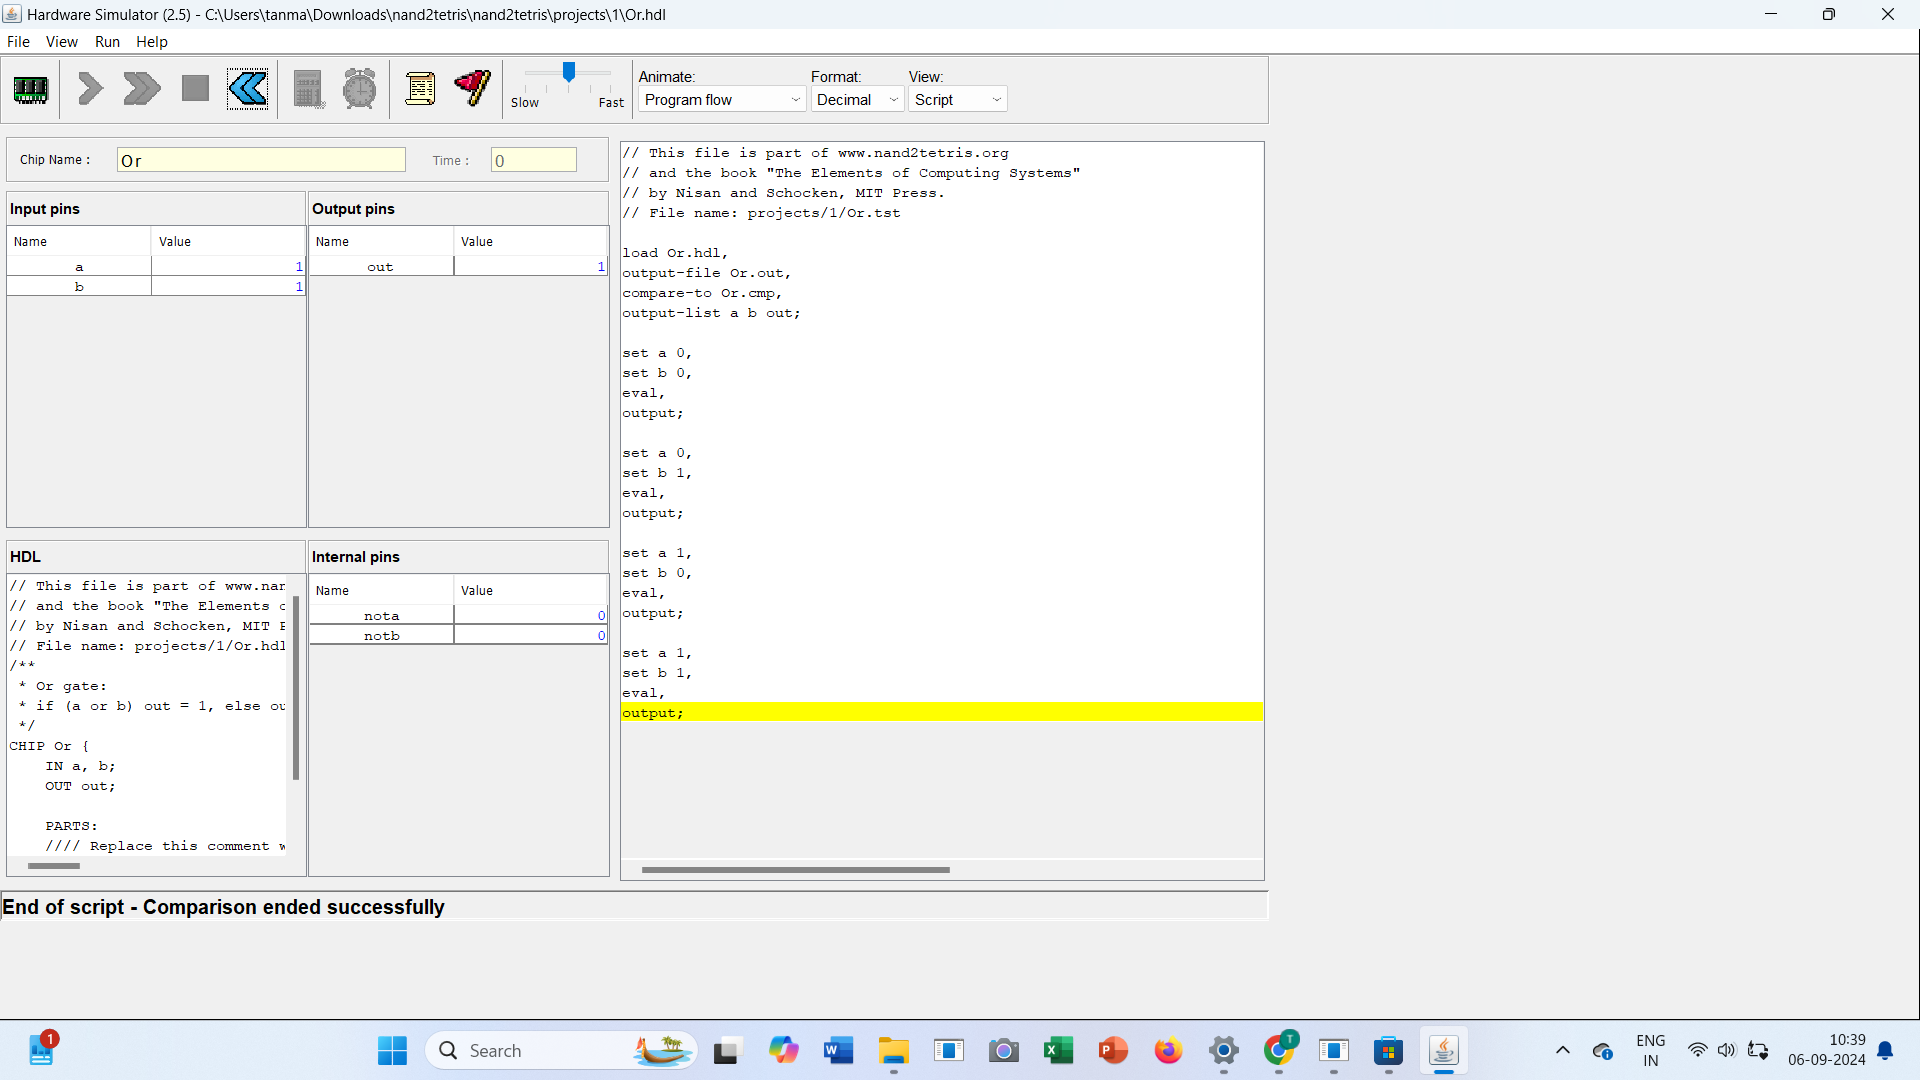 Hardware Simulator (2.5) - C:\Users\tanma\Downloads\nand2tetris\nand2tetris\projects\1\Or.hdl
File View Run Help
Slow Fast
Animate: Format: View:
Program flow Decimal Script
Chip Name : Or Time : 0
Input pins
Name Value
a 1
b 1
Output pins
Name Value
out 1
HDL
// This file is part of www.nan
// and the book "The Elements o
// by Nisan and Schocken, MIT P
// File name: projects/1/Or.hdl
/**
* Or gate:
* if (a or b) out = 1, else ou
*/
CHIP Or {
IN a, b;
OUT out;
PARTS:
//// Replace this comment w
Internal pins
Name Value
nota 0
notb 0
// This file is part of www.nand2tetris.org
// and the book "The Elements of Computing Systems"
// by Nisan and Schocken, MIT Press.
// File name: projects/1/Or.tst
load Or.hdl,
output-file Or.out,
compare-to Or.cmp,
output-list a b out;
set a 0,
set b 0,
eval,
output;
set a 0,
set b 1,
eval,
output;
set a 1,
set b 0,
eval,
output;
set a 1,
set b 1,
eval,
output;
End of script - Comparison ended successfully
1
Search
W
X
P
T
ENG
IN
10:39
06-09-2024